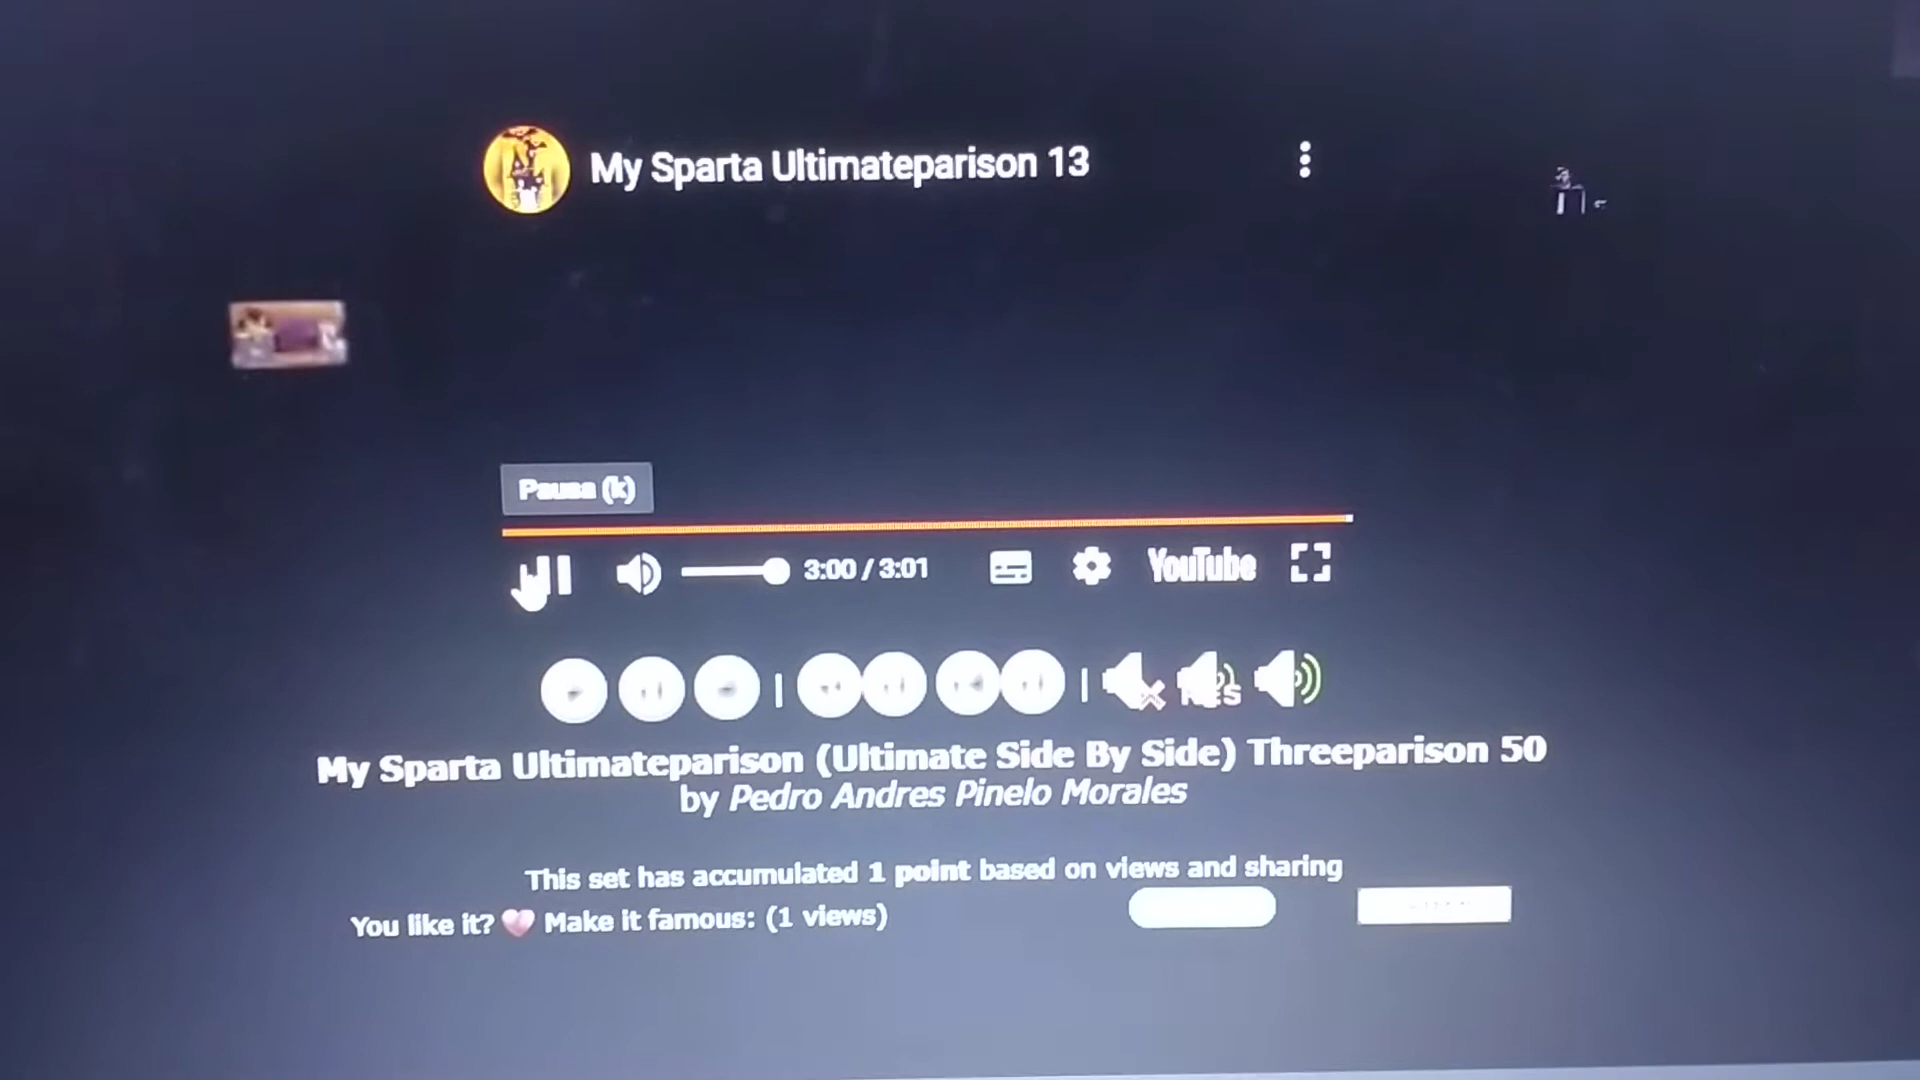 My Sparta Ultimateparison 13
Pausa (k)
3:00 / 3:01
YouTube
My Sparta Ultimateparison (Ultimate Side By Side) Threeparison 50
by Pedro Andres Pinelo Morales
This set has accumulated 1 point based on views and sharing
You like it? Make it famous: (1 views)